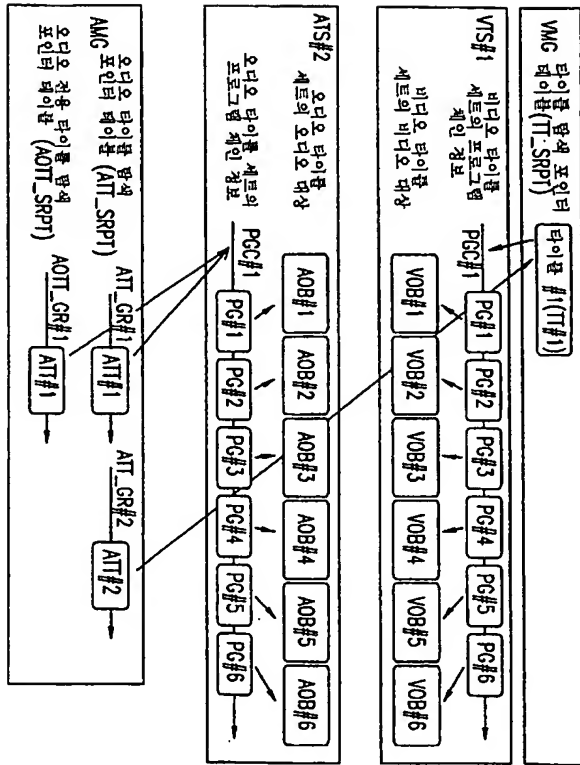 VMG
타이틀 탐색 포인터
테이블(TT-SRPT)
타이틀 #1(TT#1)
VTS#1
비디오 타이틀
세트의 프로그램
체인 정보
PGC#1
PG#1
PG#2
PG#3
PG#4
PG#5
PG#6
비디오 타이틀
세트의 비디오 대상
VOB#1
VOB#2
VOB#3
VOB#4
VOB#5
VOB#6
ATS#2
오디오 타이틀
세트의 오디오 대상
AOB#1
AOB#2
AOB#3
AOB#4
AOB#5
AOB#6
오디오 타이틀 세트의
프로그램 체인 정보
PGC#1
PG#1
PG#2
PG#3
PG#4
PG#5
PG#6
AMG
오디오 타이틀 탐색
포인터 테이블 (ATT_SRPT)
ATT_GR#1
ATT#1
ATT_GR#2
ATT#2
오디오 전용 타이틀 탐색
포인터 테이블 (AOTT_SRPT)
AOTT_GR#1
ATT#1